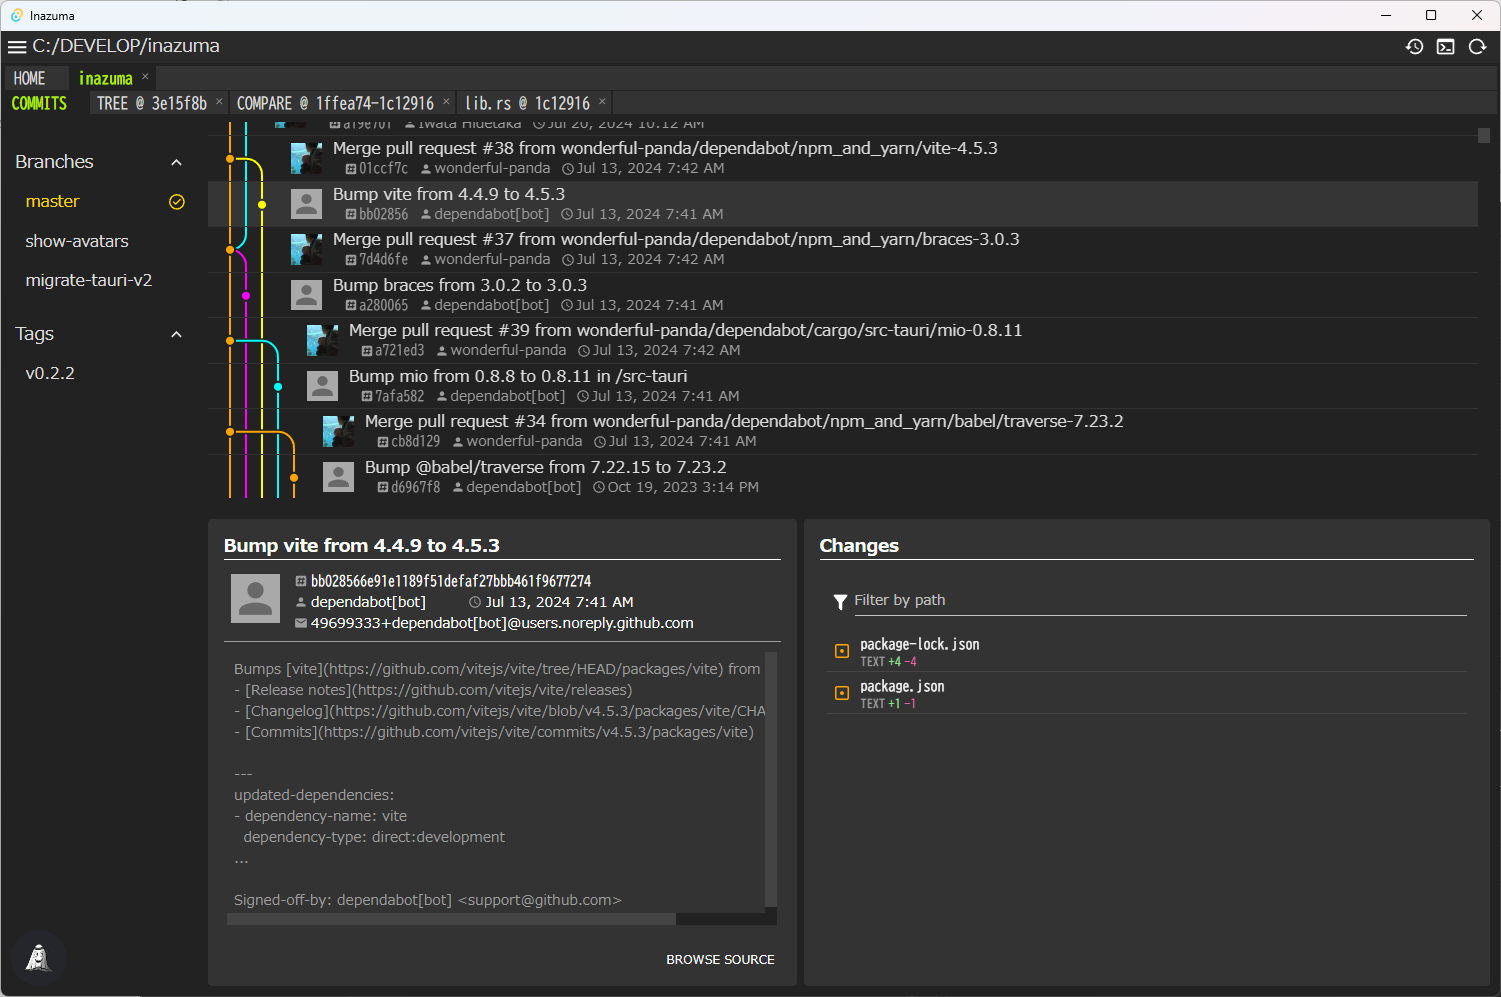 Inazuma
C:/DEVELOP/inazuma
HOME
inazuma ×
COMMITS
TREE @ 3e15f8b ×
COMPARE @ 1ffea74-1c12916 ×
lib.rs @ 1c12916 ×
Branches
master
show-avatars
migrate-tauri-v2
Tags
v0.2.2
a19e701 Iwata Hidetaka Jul 20, 2024 10:12 AM
Merge pull request #38 from wonderful-panda/dependabot/npm_and_yarn/vite-4.5.3
01ccf7c wonderful-panda Jul 13, 2024 7:42 AM
Bump vite from 4.4.9 to 4.5.3
bb02856 dependabot[bot] Jul 13, 2024 7:41 AM
Merge pull request #37 from wonderful-panda/dependabot/npm_and_yarn/braces-3.0.3
7d4d6fe wonderful-panda Jul 13, 2024 7:42 AM
Bump braces from 3.0.2 to 3.0.3
a280065 dependabot[bot] Jul 13, 2024 7:41 AM
Merge pull request #39 from wonderful-panda/dependabot/cargo/src-tauri/mio-0.8.11
a721ed3 wonderful-panda Jul 13, 2024 7:42 AM
Bump mio from 0.8.8 to 0.8.11 in /src-tauri
7afa582 dependabot[bot] Jul 13, 2024 7:41 AM
Merge pull request #34 from wonderful-panda/dependabot/npm_and_yarn/babel/traverse-7.23.2
cb8d129 wonderful-panda Jul 13, 2024 7:41 AM
Bump @babel/traverse from 7.22.15 to 7.23.2
d6967f8 dependabot[bot] Oct 19, 2023 3:14 PM
Bump vite from 4.4.9 to 4.5.3
bb028566e91e1189f51defaf27bbb461f9677274
dependabot[bot] Jul 13, 2024 7:41 AM
49699333+dependabot[bot]@users.noreply.github.com
Bumps [vite](https://github.com/vitejs/vite/tree/HEAD/packages/vite) from
- [Release notes](https://github.com/vitejs/vite/releases)
- [Changelog](https://github.com/vitejs/vite/blob/v4.5.3/packages/vite/CHA
- [Commits](https://github.com/vitejs/vite/commits/v4.5.3/packages/vite)
---
updated-dependencies:
- dependency-name: vite
dependency-type: direct:development
...
Signed-off-by: dependabot[bot] <support@github.com>
BROWSE SOURCE
Changes
Filter by path
package-lock.json
TEXT +4 -4
package.json
TEXT +1 -1